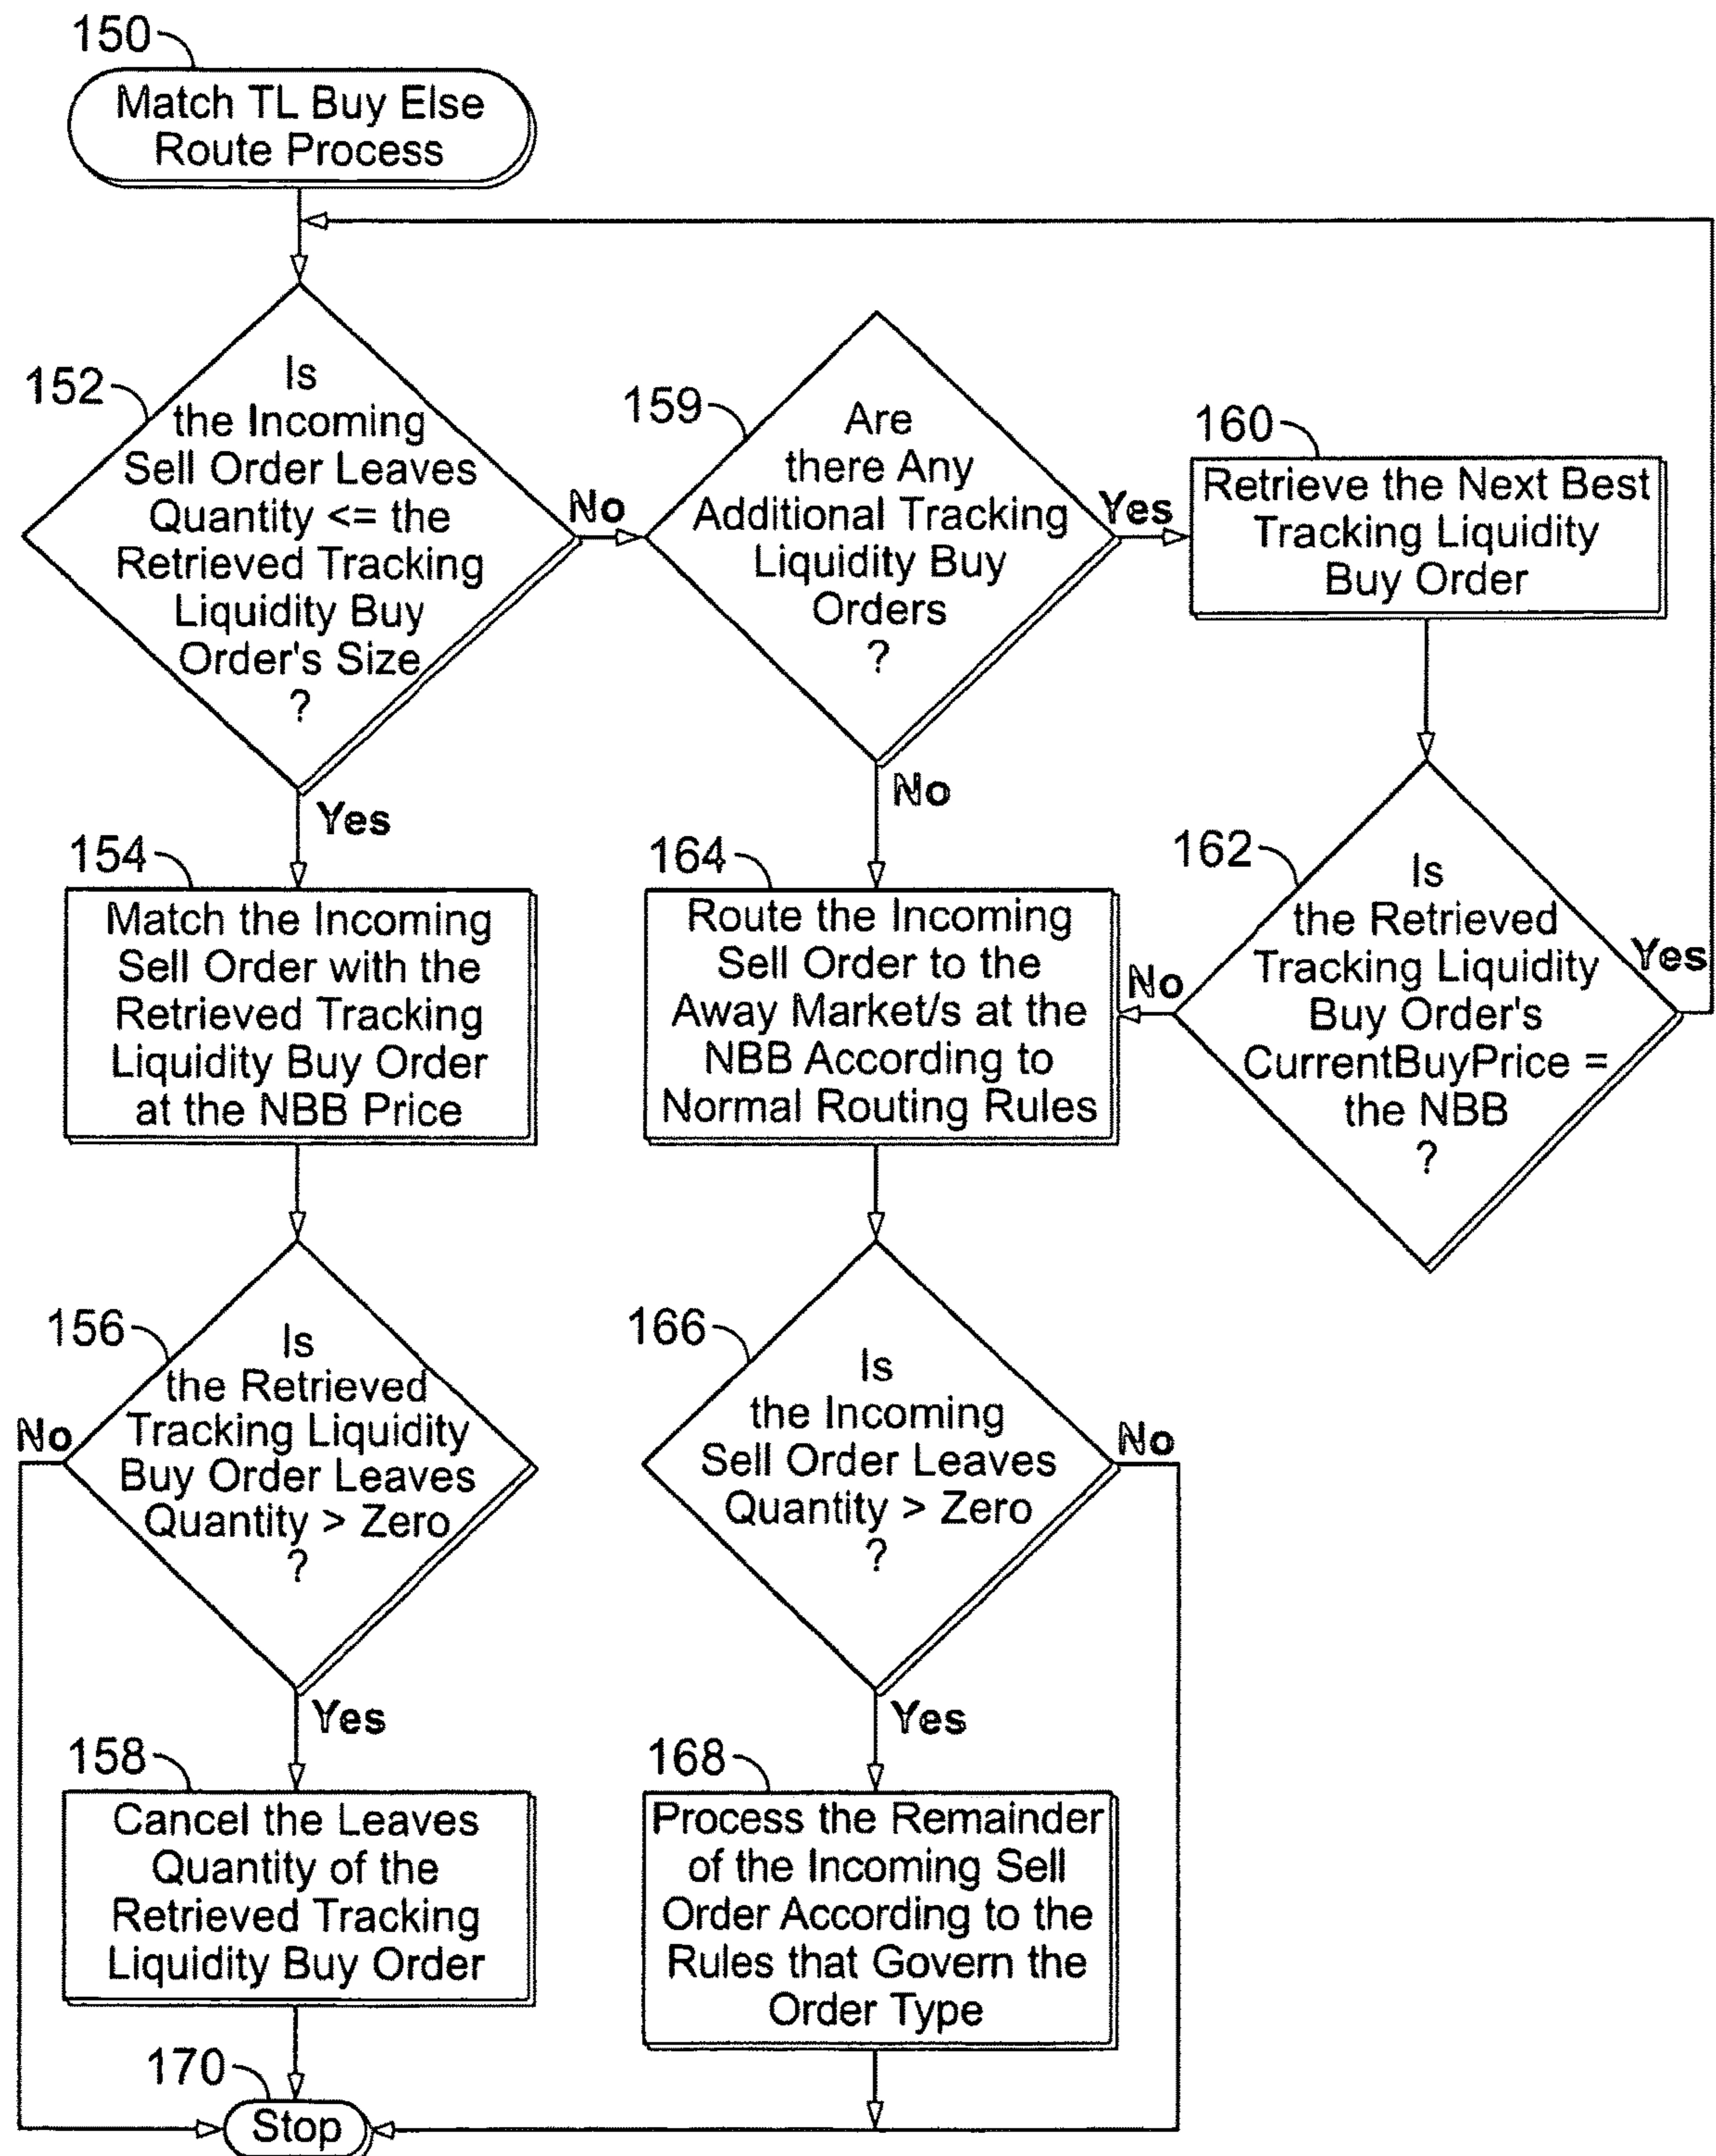 150
Match TL Buy Else
Route Process
152
Is
the Incoming
Sell Order Leaves
Quantity <= the
Retrieved Tracking
Liquidity Buy
Order's Size
?
No
Yes
159
Are
there Any
Additional Tracking
Liquidity Buy
Orders
?
Yes
No
160
Retrieve the Next Best
Tracking Liquidity
Buy Order
162
Is
the Retrieved
Tracking Liquidity
Buy Order's
CurrentBuyPrice =
the NBB
?
Yes
No
154
Match the Incoming
Sell Order with the
Retrieved Tracking
Liquidity Buy Order
at the NBB Price
164
Route the Incoming
Sell Order to the
Away Market/s at the
NBB According to
Normal Routing Rules
156
Is
the Retrieved
Tracking Liquidity
Buy Order Leaves
Quantity > Zero
?
No
Yes
166
Is
the Incoming
Sell Order Leaves
Quantity > Zero
?
No
Yes
158
Cancel the Leaves
Quantity of the
Retrieved Tracking
Liquidity Buy Order
168
Process the Remainder
of the Incoming Sell
Order According to the
Rules that Govern the
Order Type
170
Stop